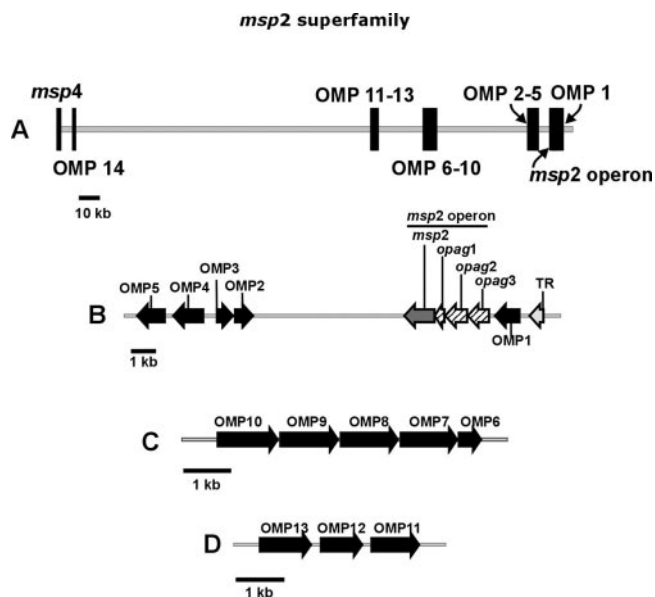 msp2 superfamily
msp4
OMP 11-13
OMP 2-5
OMP 1
A
OMP 14
OMP 6-10
msp2 operon
10 kb
msp2 operon
msp2
opag1
opag2
opag3
OMP5
OMP4
OMP3
OMP2
TR
B
OMP1
1 kb
OMP10 OMP9 OMP8 OMP7 OMP6
C
1 kb
OMP13 OMP12 OMP11
D
1 kb